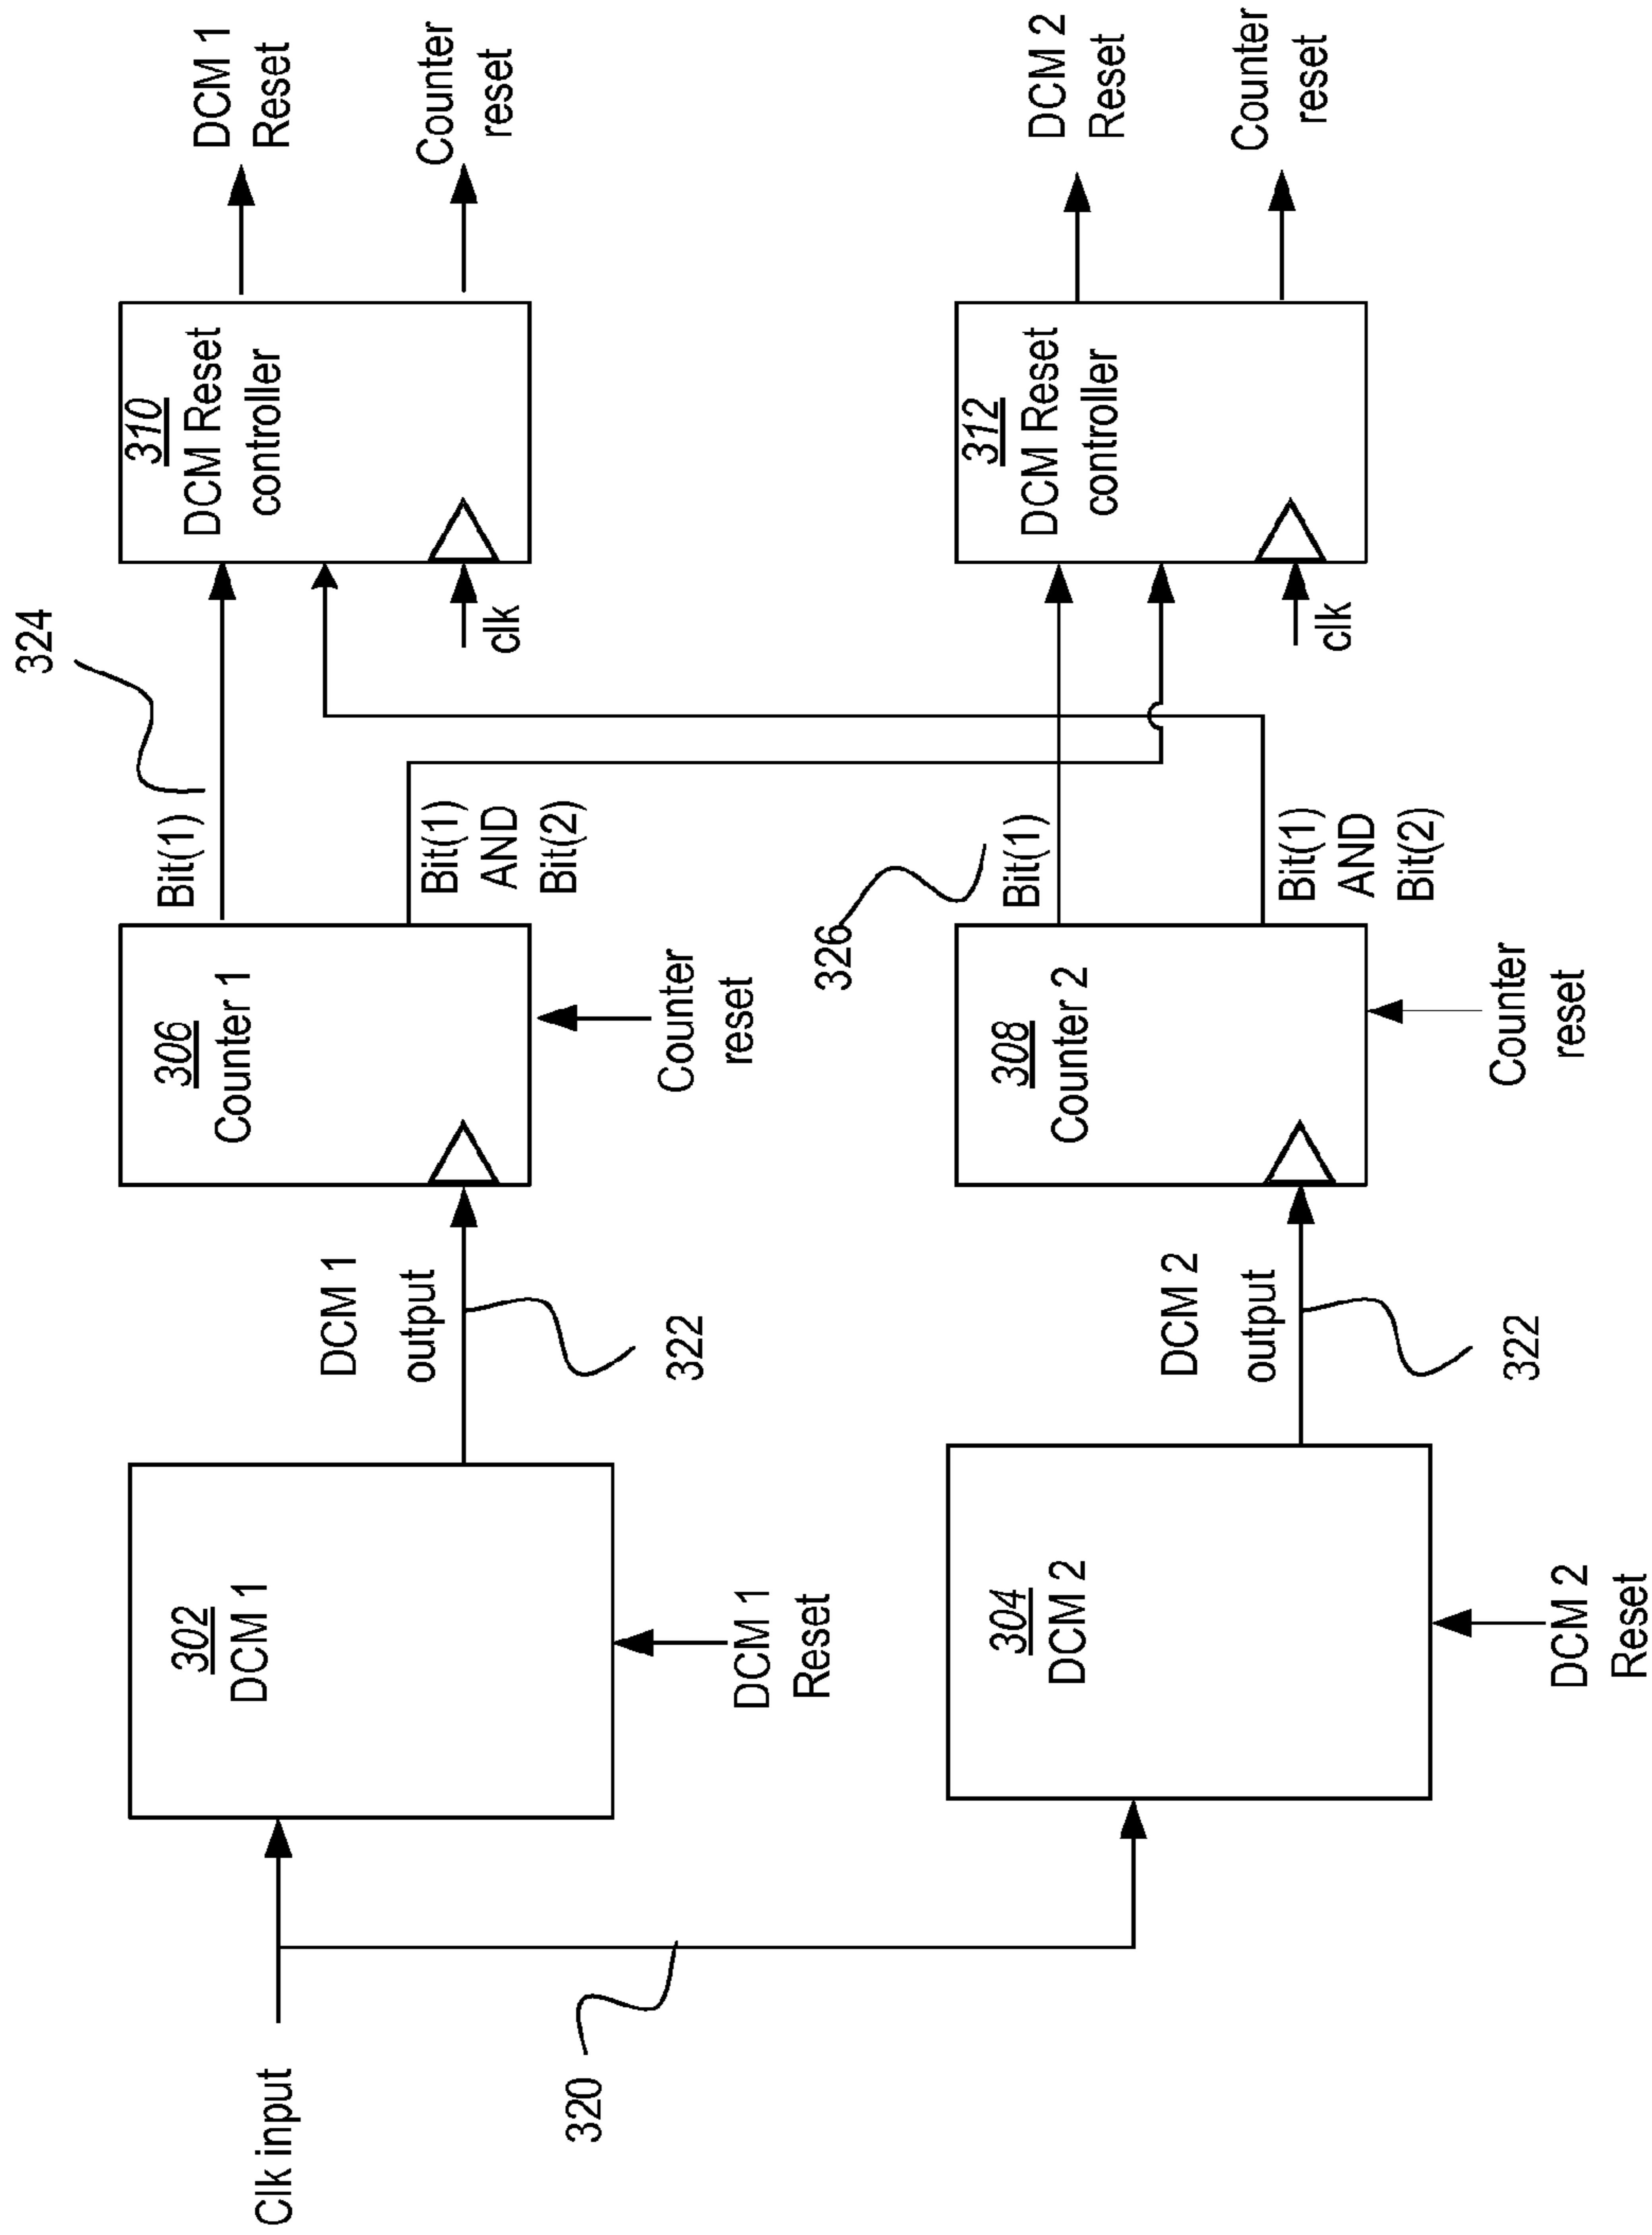 Clk input
320
302
DCM 1
DCM 1
Reset
DCM 1
output
322
306
Counter 1
Counter
reset
Bit(1)
324
Bit(1)
AND
Bit(2)
310
DCM Reset
controller
clk
DCM 1
Reset
Counter
reset
304
DCM 2
DCM 2
Reset
DCM 2
output
322
308
Counter 2
Counter
reset
326
Bit(1)
Bit(1)
AND
Bit(2)
312
DCM Reset
controller
clk
DCM 2
Reset
Counter
reset